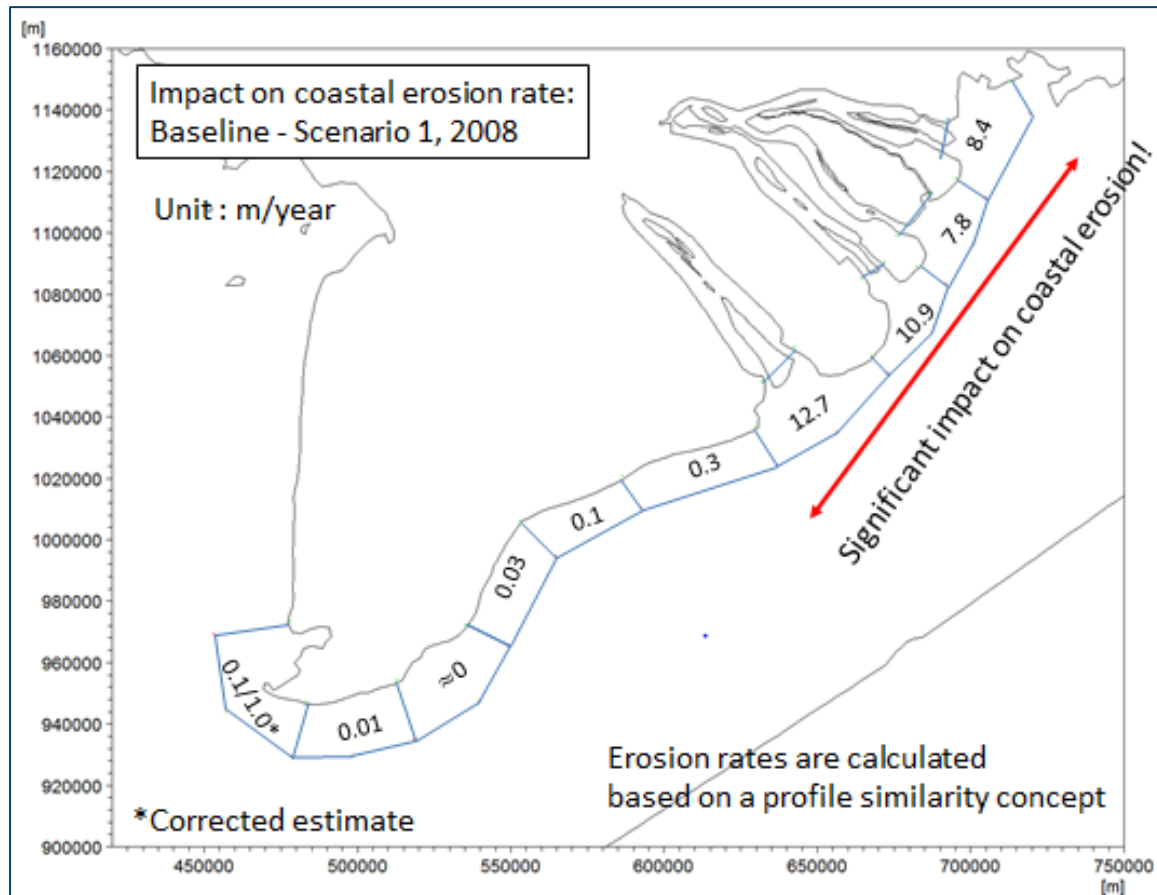 [m]
1160000
1140000
1120000
1100000
1080000
1060000
1040000
1020000
1000000
980000
960000
940000
920000
900000
Impact on coastal erosion rate:
Baseline - Scenario 1, 2008
Unit : m/year
8.4
7.8
10.9
12.7
0.3
0.1
0.03
≈0
0.01
0.1/1.0*
Significant impact on coastal erosion!
Erosion rates are calculated
based on a profile similarity concept
*Corrected estimate
450000 500000 550000 600000 650000 700000 750000
[m]